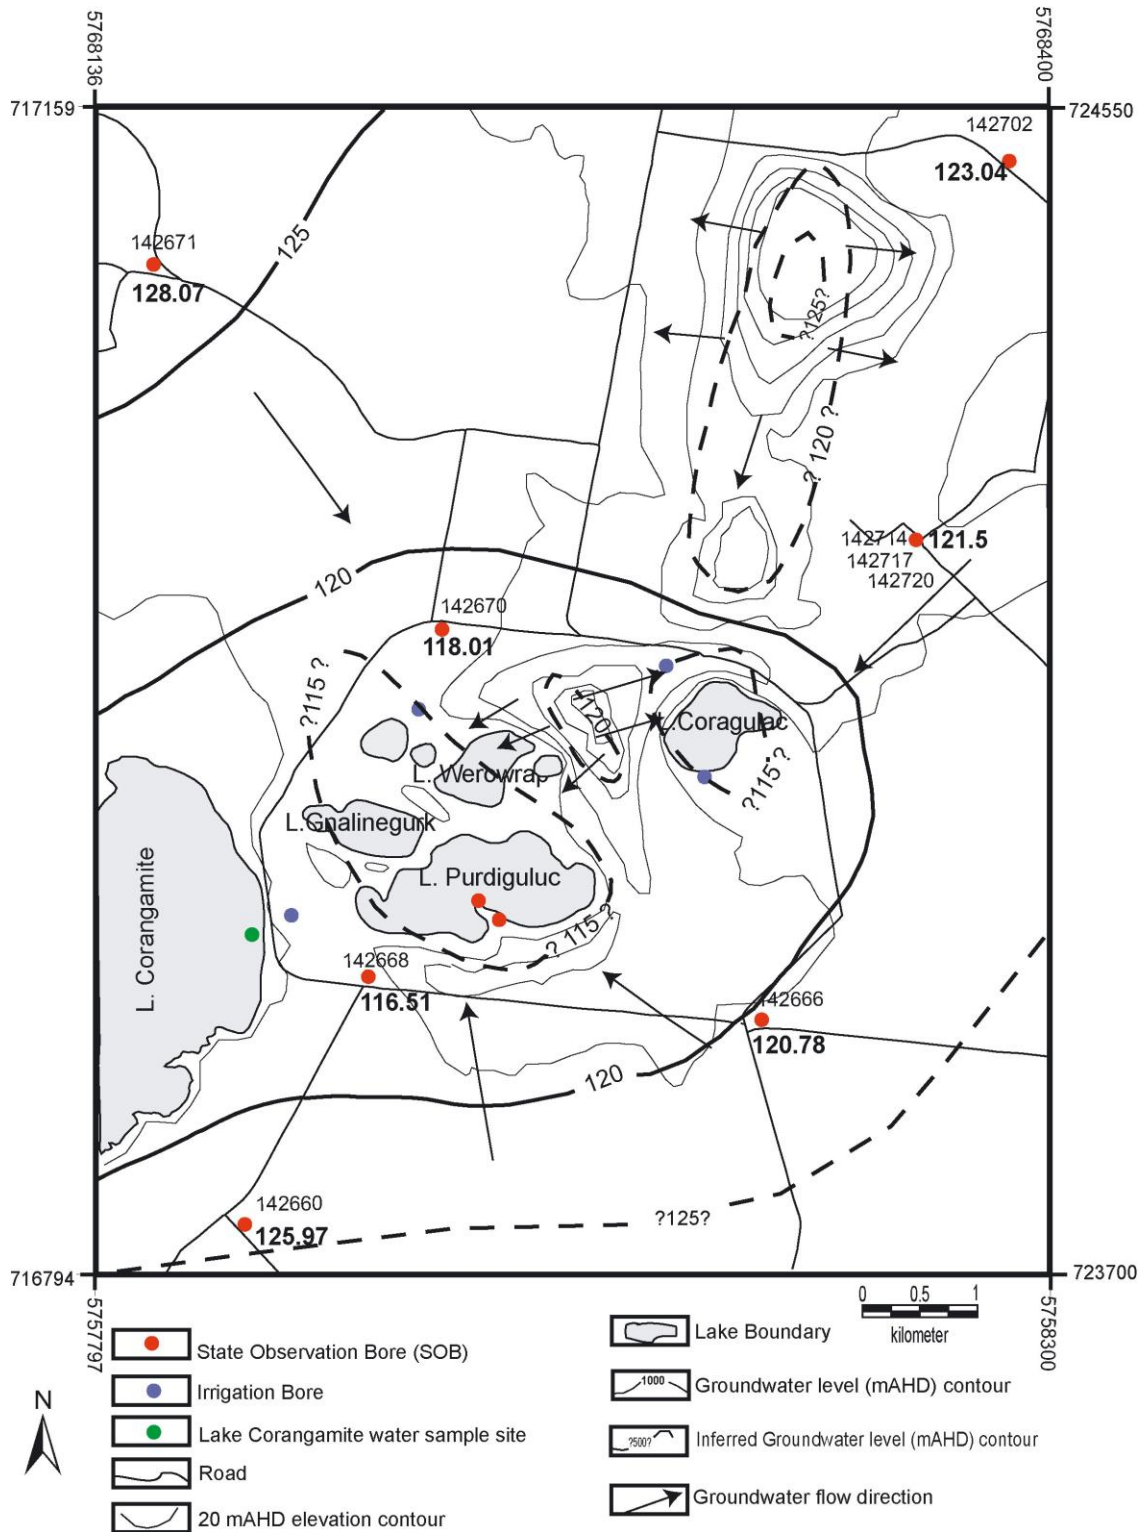 5768136
5768400
717159
724550
142702
123.04
142671
128.07
125
?125?
? 120 ?
142714
121.5
142717
142720
120
142670
118.01
?115 ?
?120
L. Coragulac
L. Werowrap
?115 ?
L.Gnalinegurk
L. Purdiguluc
L. Corangamite
? 115 ?
142668
116.51
142666
120.78
120
142660
125.97
?125?
716794
723700
5757797
5758300
0 0.5 1
kilometer
State Observation Bore (SOB)
Irrigation Bore
Lake Corangamite water sample site
Road
20 mAHD elevation contour
Lake Boundary
1000
Groundwater level (mAHD) contour
?500?
Inferred Groundwater level (mAHD) contour
Groundwater flow direction
N